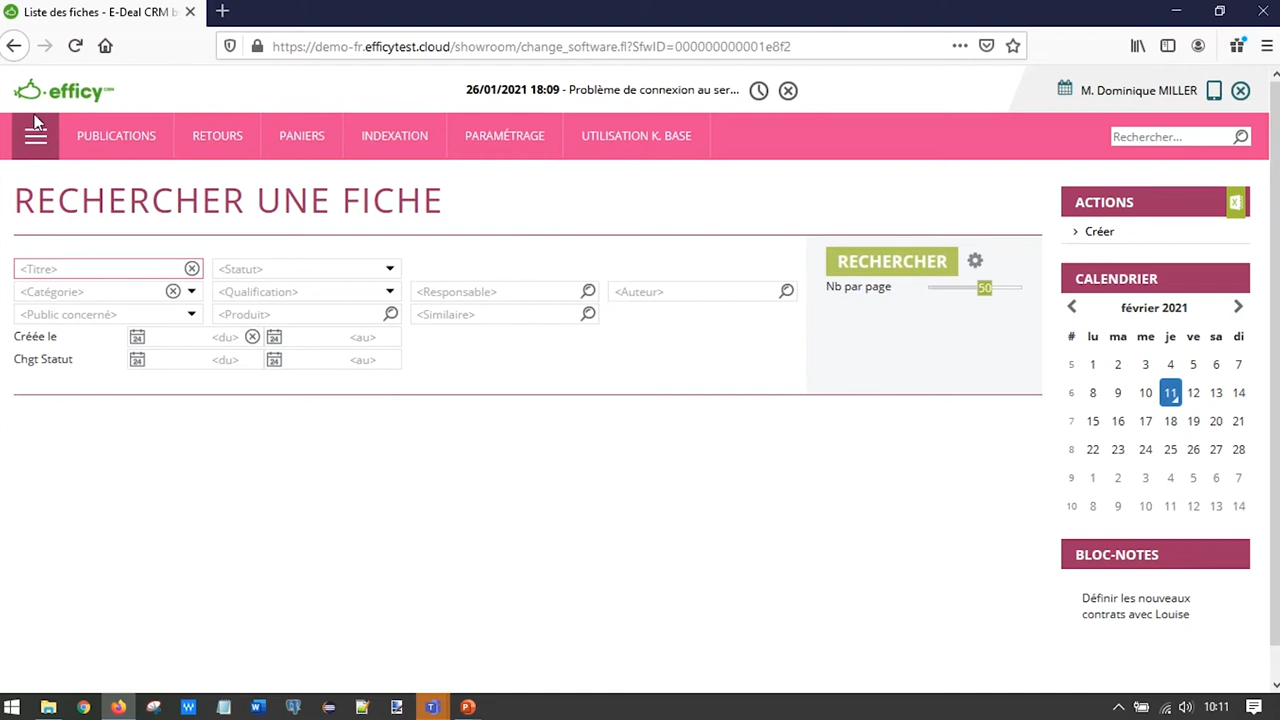 Liste des fiches - E-Deal CRM b
https://demo-fr.efficytest.cloud/showroom/change_software.fl?SfwID=000000000001e8f2
efficy CRM
26/01/2021 18:09 - Problème de connexion au ser...
M. Dominique MILLER
PUBLICATIONS RETOURS PANIERS INDEXATION PARAMÉTRAGE UTILISATION K. BASE
Rechercher...
RECHERCHER UNE FICHE
<Titre> <Statut>
<Catégorie> <Qualification> <Responsable> <Auteur>
<Public concerné> <Produit> <Similaire>
Créée le 24 <du> 24 <au>
Chgt Statut 24 <du> 24 <au>
RECHERCHER
Nb par page 50
ACTIONS
Créer
CALENDRIER
février 2021
# lu ma me je ve sa di
5 1 2 3 4 5 6 7
6 8 9 10 11 12 13 14
7 15 16 17 18 19 20 21
8 22 23 24 25 26 27 28
9 1 2 3 4 5 6 7
10 8 9 10 11 12 13 14
BLOC-NOTES
Définir les nouveaux
contrats avec Louise
10:11